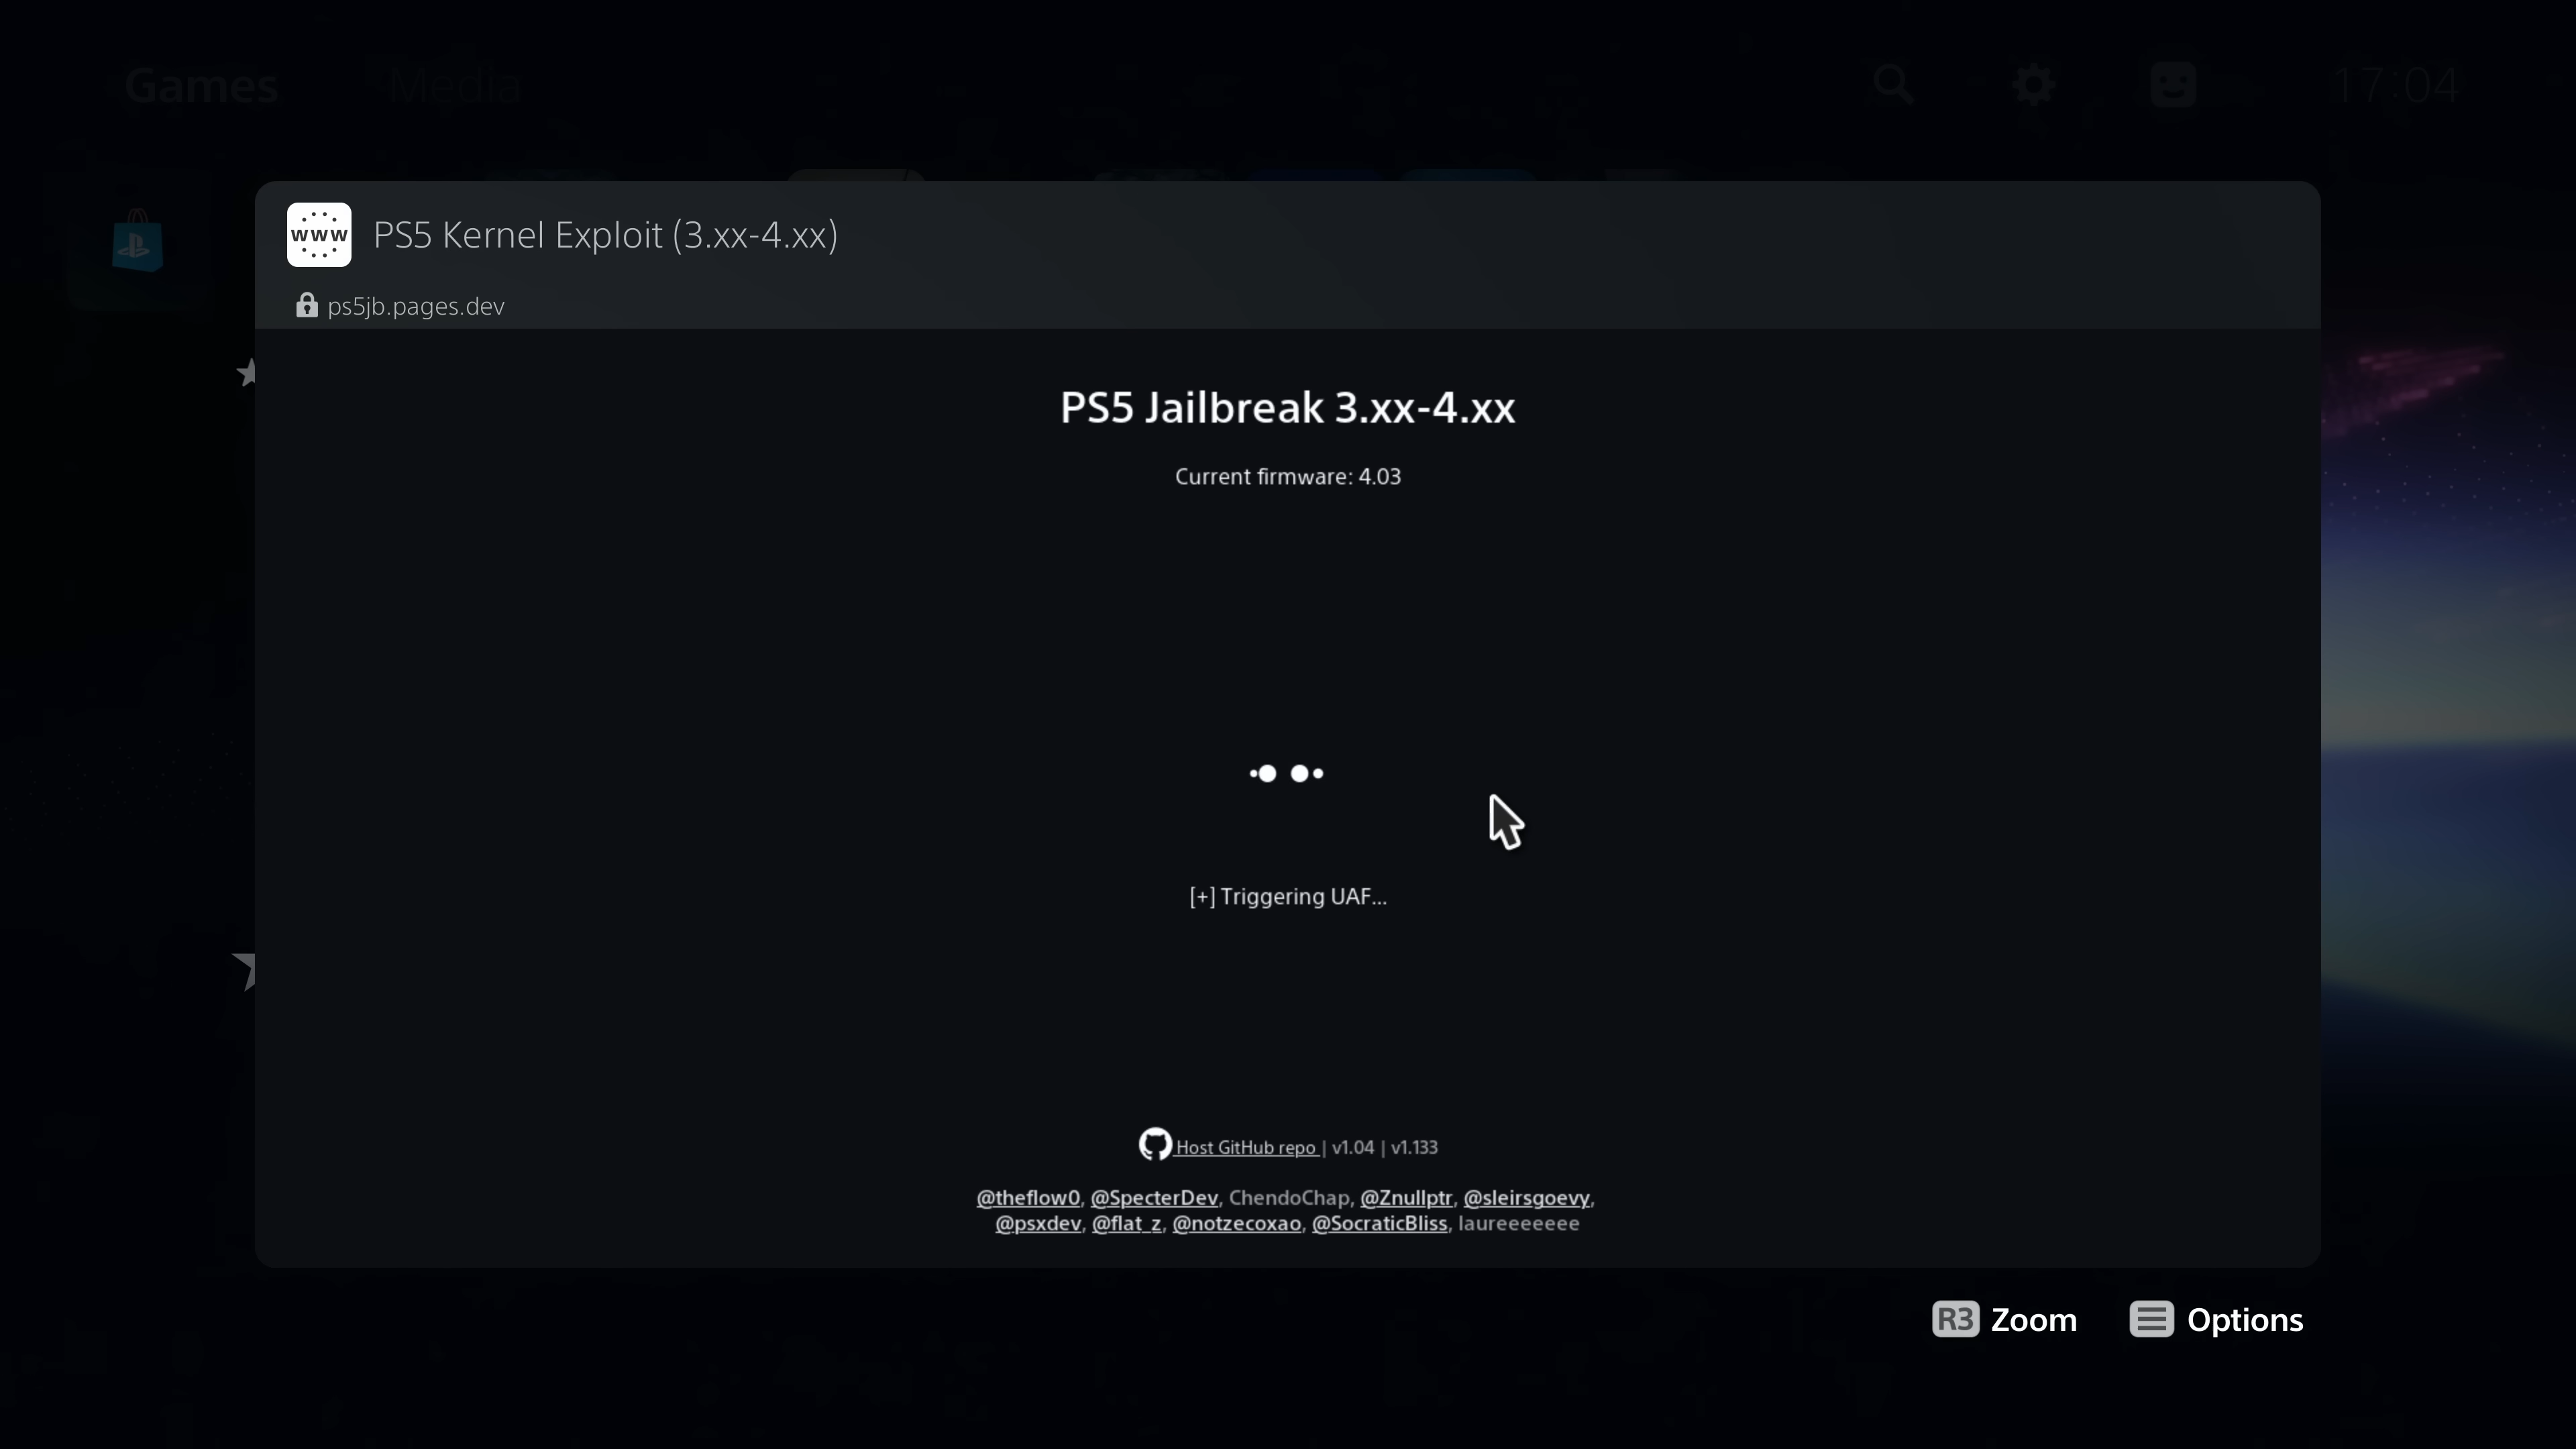 Games Media 17:04
www PS5 Kernel Exploit (3.xx-4.xx)
ps5jb.pages.dev
PS5 Jailbreak 3.xx-4.xx
Current firmware: 4.03
[+] Triggering UAF...
Host GitHub repo | v1.04 | v1.133
@theflow0, @SpecterDev, ChendoChap, @Znullptr, @sleirsgoevy,
@psxdev, @flat_z, @notzecoxao, @SocraticBliss, laureeeeeee
R3 Zoom Options